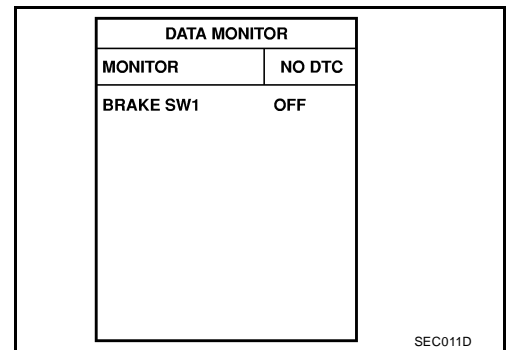 DATA MONITOR
MONITOR NO DTC
BRAKE SW1 OFF
SEC011D